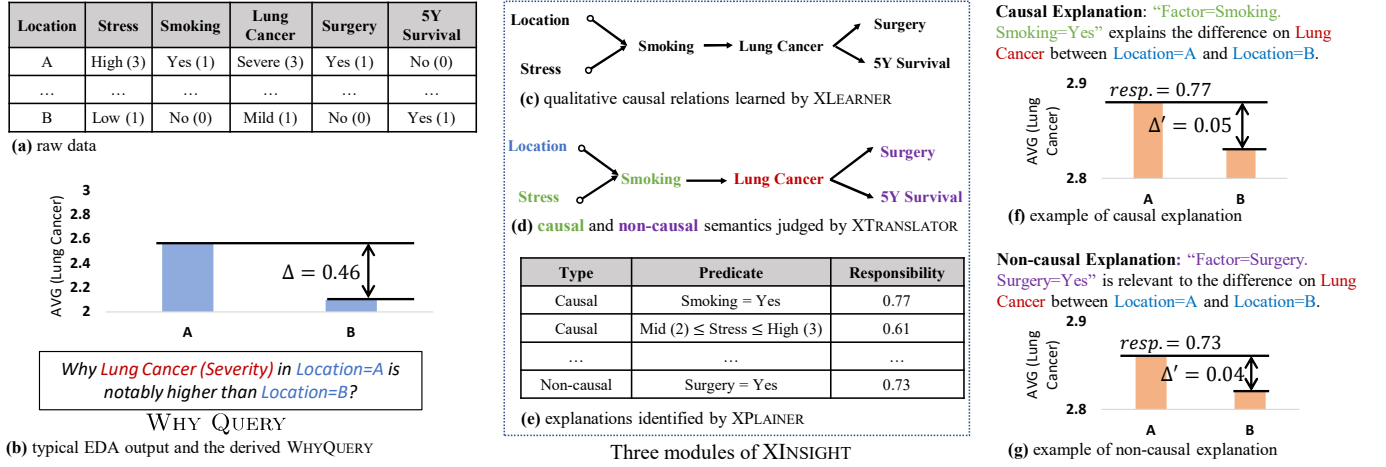 Location Stress Smoking Lung Cancer Surgery 5Y Survival
A High (3) Yes (1) Severe (3) Yes (1) No (0)
… … … … … …
B Low (1) No (0) Mild (1) No (0) Yes (1)
(a) raw data
3
2.8
2.6
2.4
2.2
2
AVG (Lung Cancer)
Δ = 0.46
A B
Why Lung Cancer (Severity) in Location=A is
notably higher than Location=B?
WHY QUERY
(b) typical EDA output and the derived WHYQUERY
Location
Stress
Smoking
Lung Cancer
Surgery
5Y Survival
(c) qualitative causal relations learned by XLEARNER
Location
Stress
Smoking
Lung Cancer
Surgery
5Y Survival
(d) causal and non-causal semantics judged by XTRANSLATOR
Type Predicate Responsibility
Causal Smoking = Yes 0.77
Causal Mid (2) ≤ Stress ≤ High (3) 0.61
… … …
Non-causal Surgery = Yes 0.73
(e) explanations identified by XPLAINER
Three modules of XINSIGHT
Causal Explanation: “Factor=Smoking.
Smoking=Yes” explains the difference on Lung
Cancer between Location=A and Location=B.
2.9
2.8
AVG (Lung
Cancer)
resp. = 0.77
Δ′ = 0.05
A B
(f) example of causal explanation
Non-causal Explanation: “Factor=Surgery.
Surgery=Yes” is relevant to the difference on Lung
Cancer between Location=A and Location=B.
2.9
2.8
AVG (Lung
Cancer)
resp. = 0.73
Δ′ = 0.04
A B
(g) example of non-causal explanation